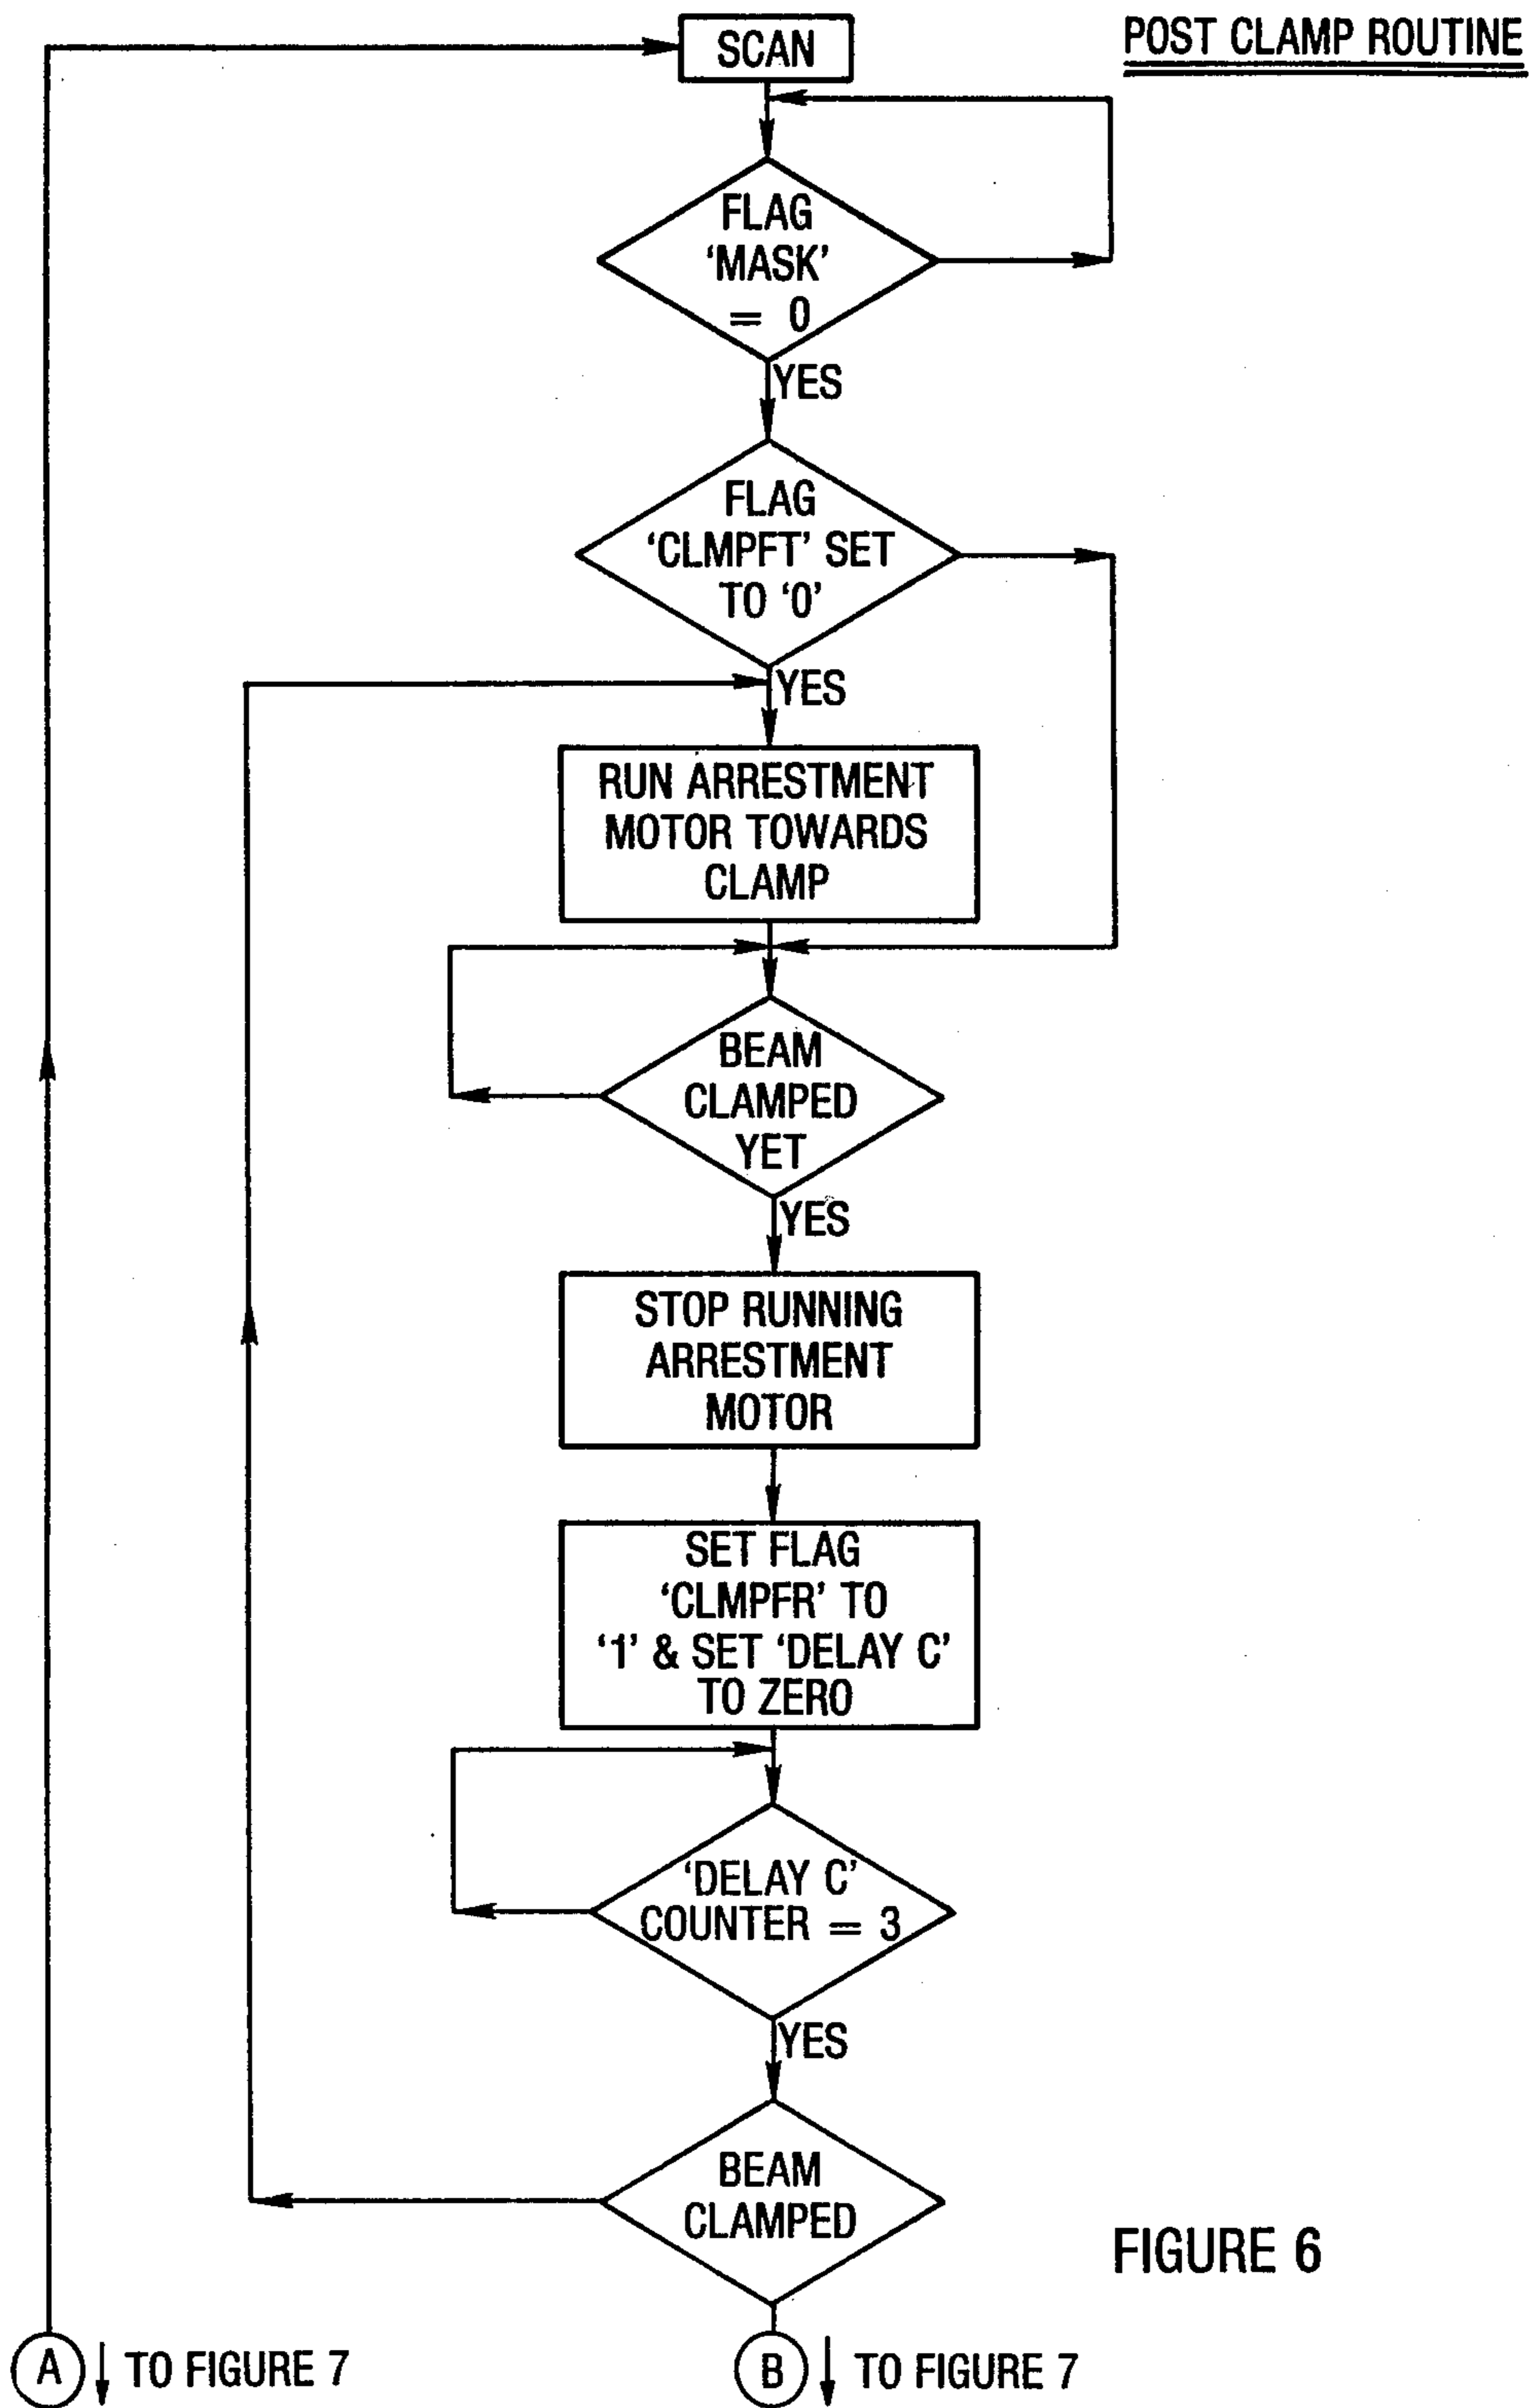 POST CLAMP ROUTINE
SCAN
FLAG
‘MASK’
= 0
YES
FLAG
‘CLMPFT’ SET
TO ‘0’
YES
RUN ARRESTMENT
MOTOR TOWARDS
CLAMP
BEAM
CLAMPED
YET
YES
STOP RUNNING
ARRESTMENT
MOTOR
SET FLAG
‘CLMPFR’ TO
‘1’ & SET ‘DELAY C’
TO ZERO
‘DELAY C’
COUNTER = 3
YES
BEAM
CLAMPED
FIGURE 6
A TO FIGURE 7
B TO FIGURE 7